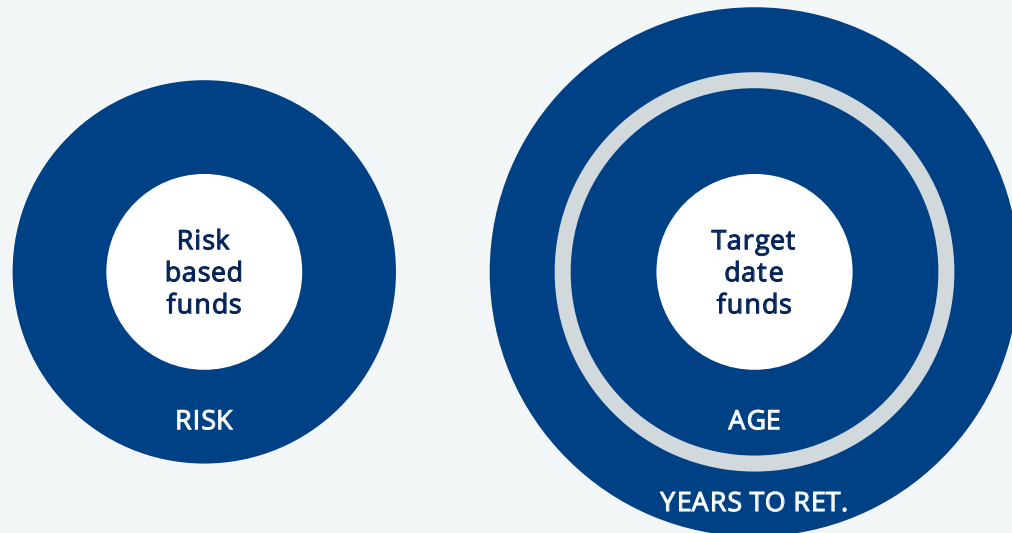 Risk
based
funds
RISK
Target
date
funds
AGE
YEARS TO RET.